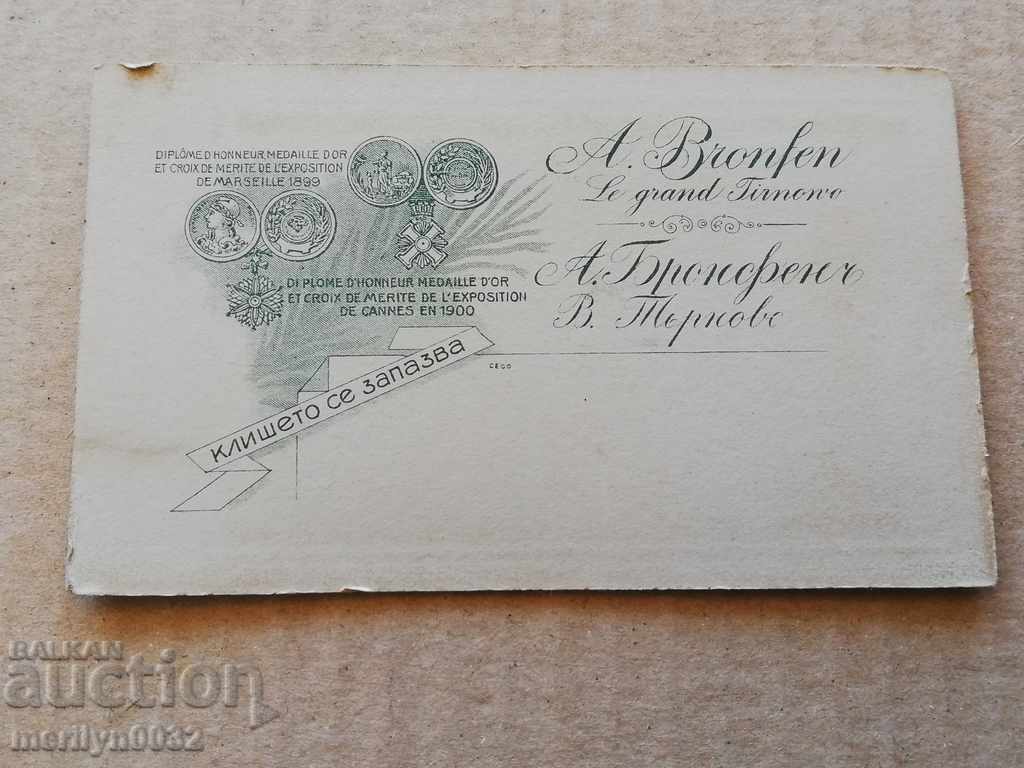 DIPLÔME D'HONNEUR, MEDAILLE D'OR
ET CROIX DE MERITE DE L'EXPOSITION
DE MARSEILLE 1899
DIPLOME D'HONNEUR MEDAILLE D'OR
ET CROIX DE MERITE DE L'EXPOSITION
DE CANNES EN 1900
A. Bronfen
Le grand Tirnowo
А. Бронфенъ
В. Търново
CEGO
КЛИШЕТО СЕ ЗАПАЗВА
BALKAN
auction
merilyn0032